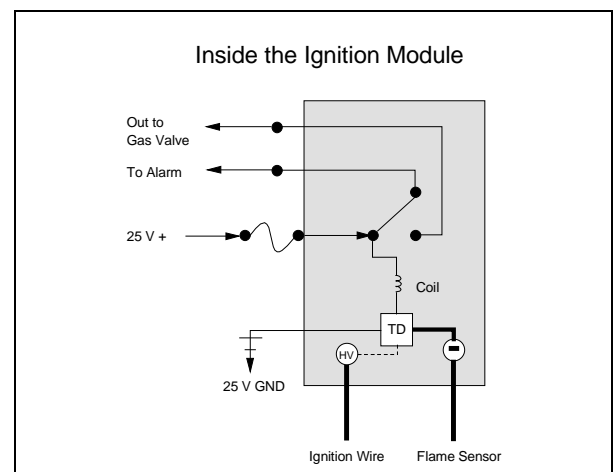 Inside the Ignition Module
Out to
Gas Valve
To Alarm
25 V +
Coil
TD
HV
25 V GND
Ignition Wire
Flame Sensor